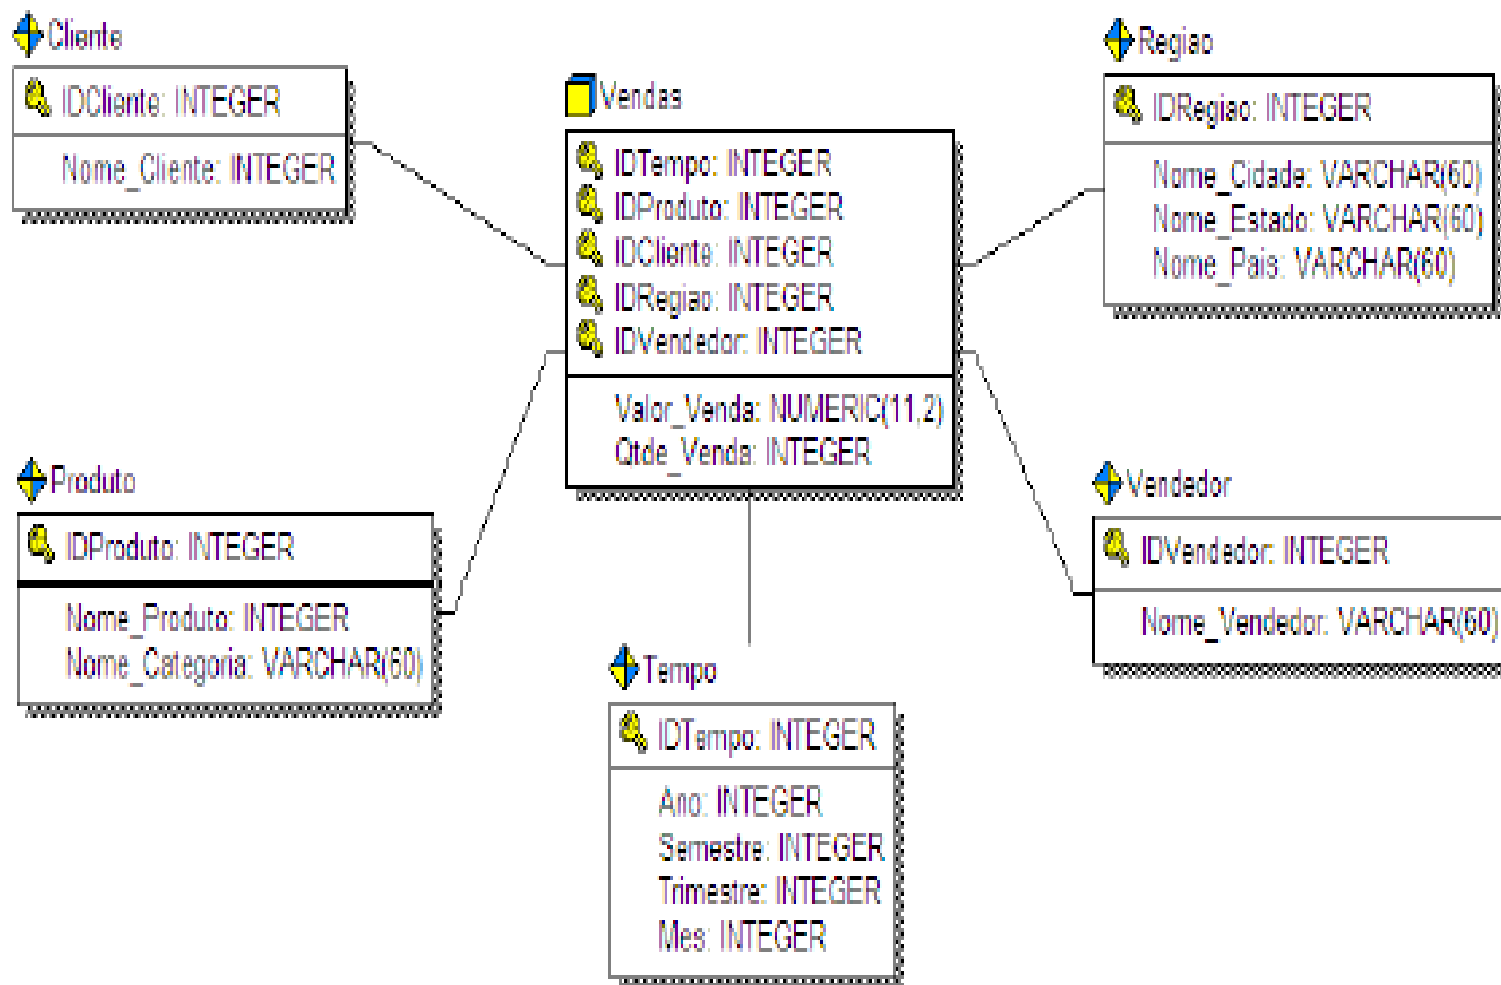 Cliente
IDCliente: INTEGER
Nome_Cliente: INTEGER
Vendas
IDTempo: INTEGER
IDProduto: INTEGER
IDCliente: INTEGER
IDRegiao: INTEGER
IDVendedor: INTEGER
Valor_Venda: NUMERIC(11,2)
Qtde_Venda: INTEGER
Regiao
IDRegiao: INTEGER
Nome_Cidade: VARCHAR(60)
Nome_Estado: VARCHAR(60)
Nome_Pais: VARCHAR(60)
Produto
IDProduto: INTEGER
Nome_Produto: INTEGER
Nome_Categoria: VARCHAR(60)
Tempo
IDTempo: INTEGER
Ano: INTEGER
Semestre: INTEGER
Trimestre: INTEGER
Mes: INTEGER
Vendedor
IDVendedor: INTEGER
Nome_Vendedor: VARCHAR(60)